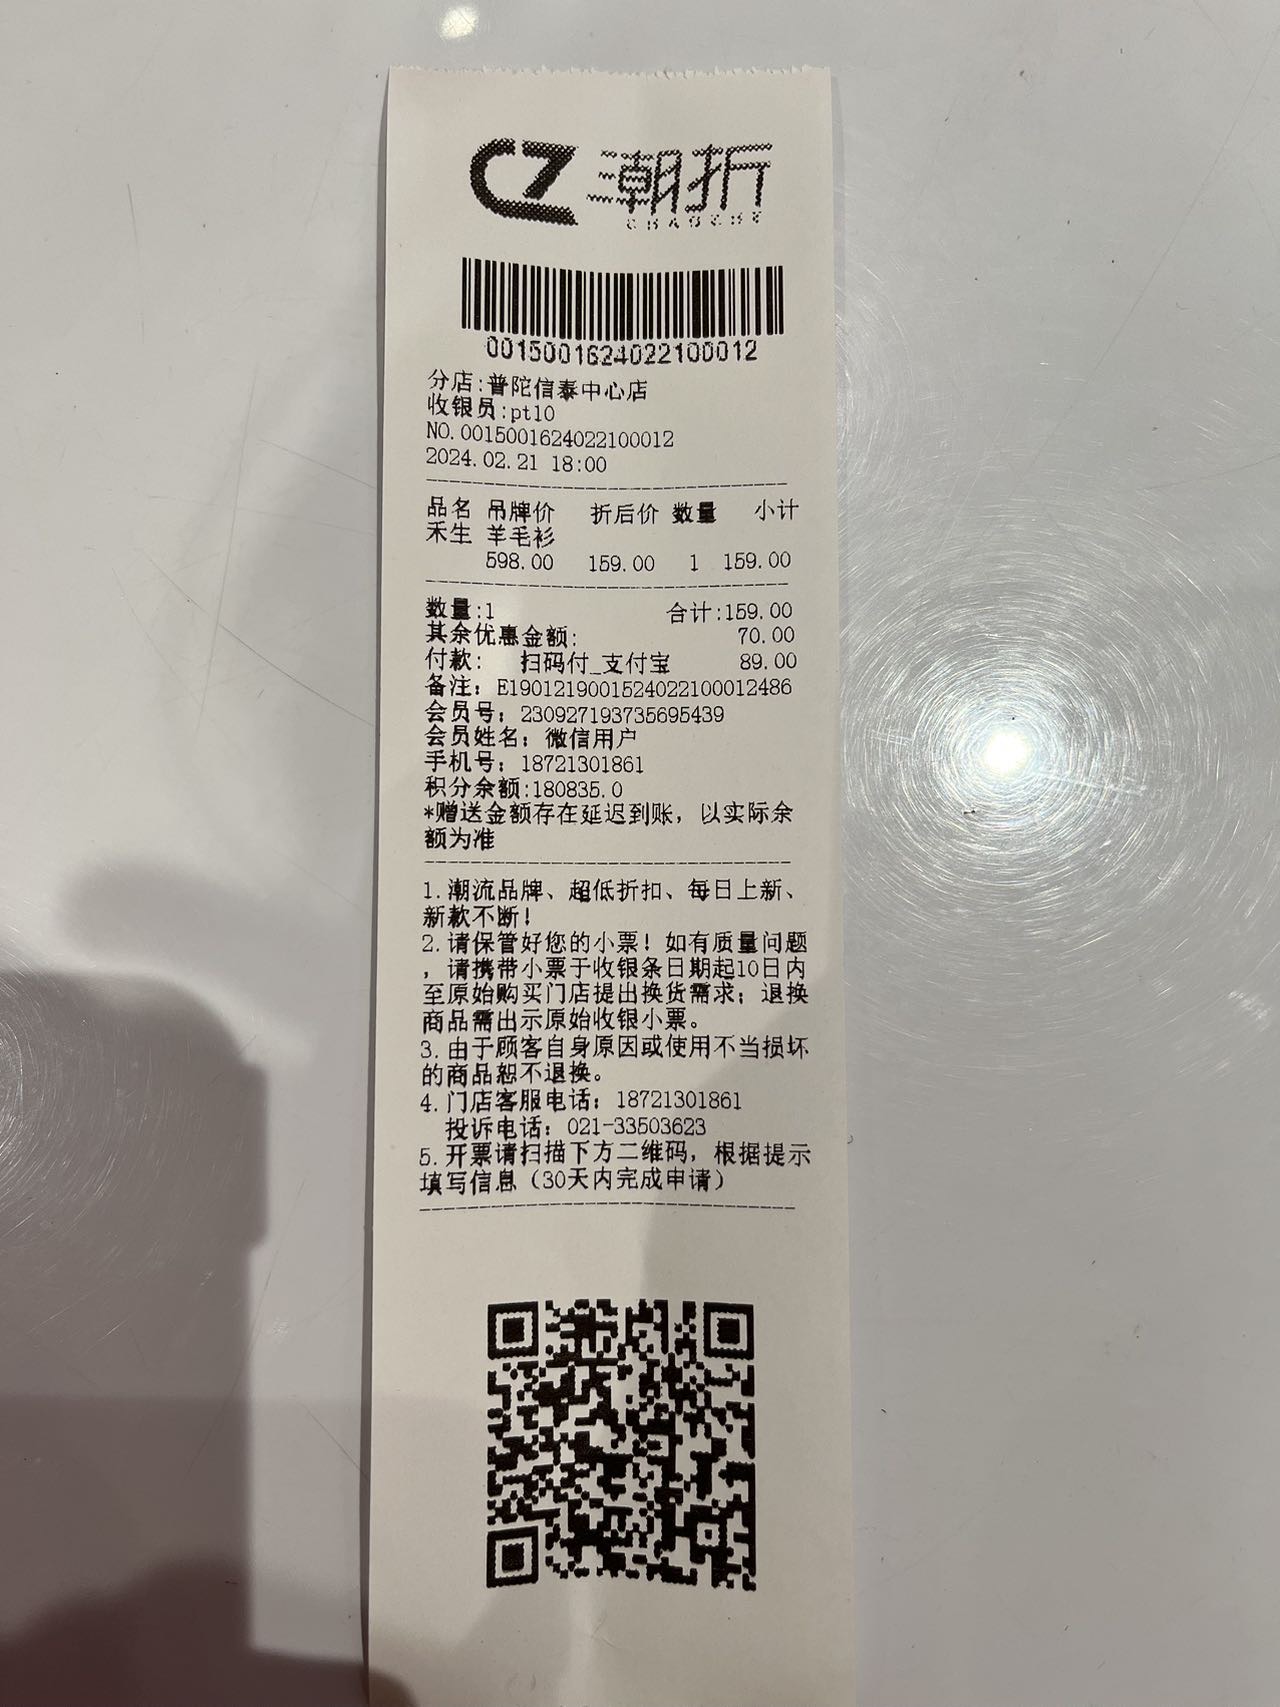 CZ 潮折
CHAOZHE
0015001624022100012
分店:普陀信泰中心店
收银员:pt10
NO.0015001624022100012
2024.02.21 18:00
品名 吊牌价 折后价 数量 小计
禾生 羊毛衫
598.00 159.00 1 159.00
数量:1 合计:159.00
其余优惠金额: 70.00
付款: 扫码付_支付宝 89.00
备注: E1901219001524022100012486
会员号: 230927193735695439
会员姓名: 微信用户
手机号: 18721301861
积分余额:180835.0
*赠送金额存在延迟到账，以实际余
额为准
1.潮流品牌、超低折扣、每日上新、
新款不断！
2.请保管好您的小票！如有质量问题
，请携带小票于收银条日期起10日内
至原始购买门店提出换货需求；退换
商品需出示原始收银小票。
3.由于顾客自身原因或使用不当损坏
的商品恕不退换。
4.门店客服电话：18721301861
投诉电话：021-33503623
5.开票请扫描下方二维码，根据提示
填写信息（30天内完成申请）